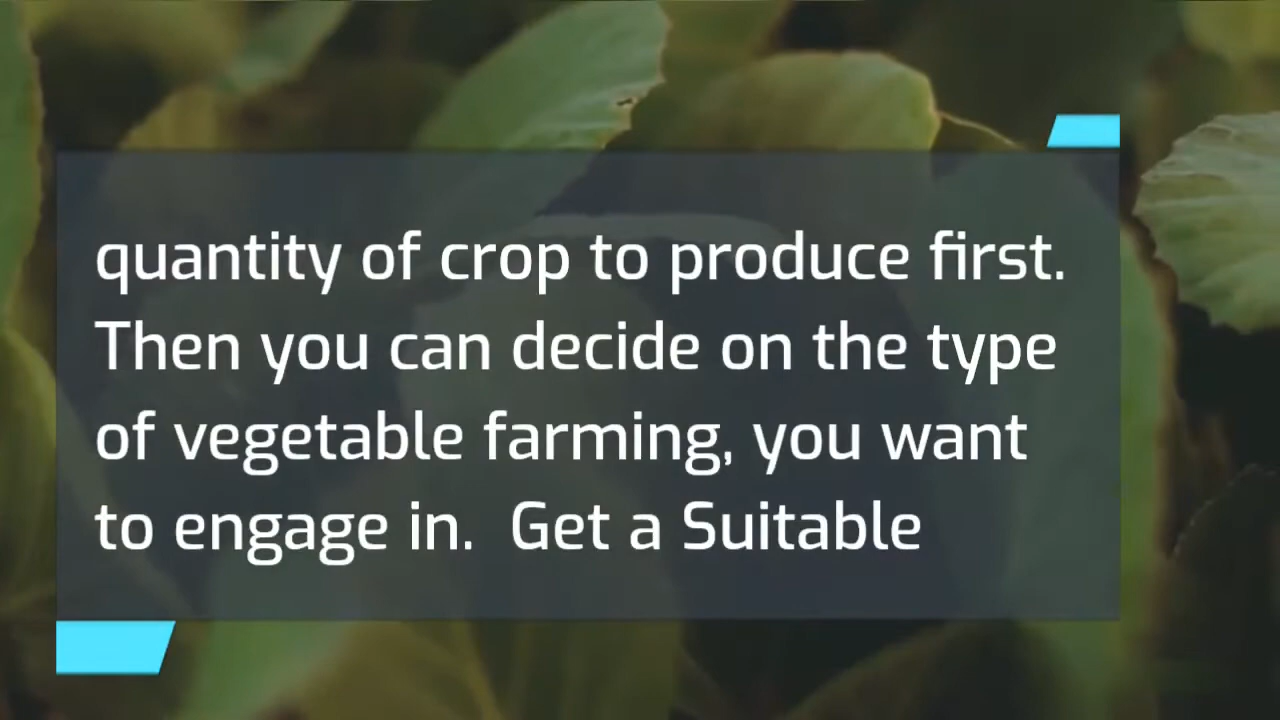 quantity of crop to produce first.
Then you can decide on the type
of vegetable farming, you want
to engage in.  Get a Suitable